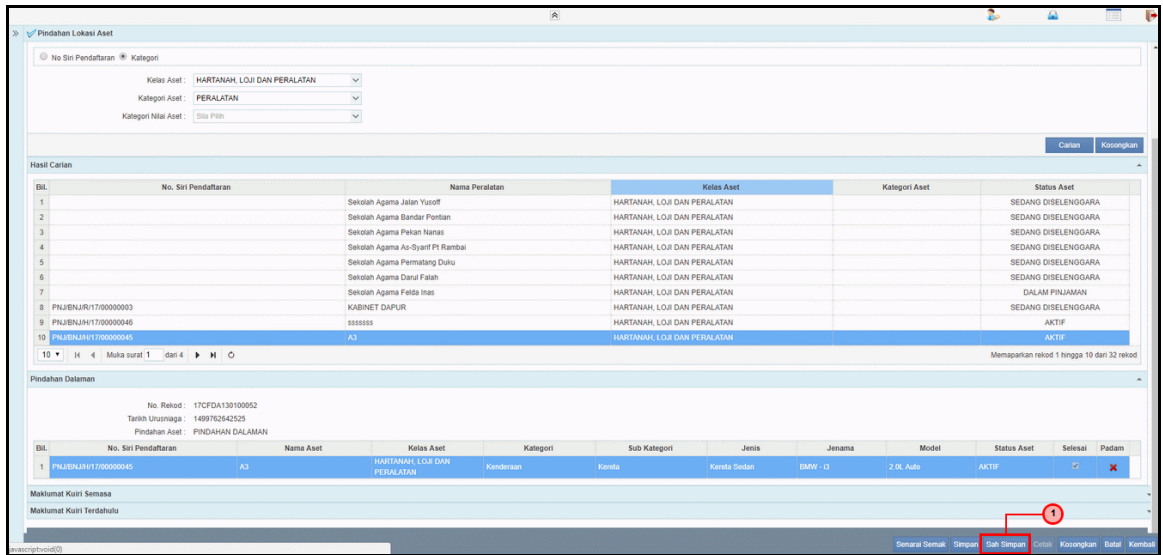 Pindahan Lokasi Aset
No Siri Pendaftaran Kategori
Kelas Aset : HARTANAH, LOJI DAN PERALATAN
Kategori Aset : PERALATAN
Kategori Nilai Aset : Sila Pilih
Carian Kosongkan
Hasil Carian
Bil. No. Siri Pendaftaran Nama Peralatan Kelas Aset Kategori Aset Status Aset
1 Sekolah Agama Jalan Yusoff HARTANAH, LOJI DAN PERALATAN SEDANG DISELENGGARA
2 Sekolah Agama Bandar Pontian HARTANAH, LOJI DAN PERALATAN SEDANG DISELENGGARA
3 Sekolah Agama Pekan Nanas HARTANAH, LOJI DAN PERALATAN SEDANG DISELENGGARA
4 Sekolah Agama As-Syarif Pt Rambai HARTANAH, LOJI DAN PERALATAN SEDANG DISELENGGARA
5 Sekolah Agama Permatang Duku HARTANAH, LOJI DAN PERALATAN SEDANG DISELENGGARA
6 Sekolah Agama Darul Falah HARTANAH, LOJI DAN PERALATAN SEDANG DISELENGGARA
7 Sekolah Agama Felda Inas HARTANAH, LOJI DAN PERALATAN DALAM PINJAMAN
8 PNJ/BNJ/R/17/00000003 KABINET DAPUR HARTANAH, LOJI DAN PERALATAN SEDANG DISELENGGARA
9 PNJ/BNJ/H/17/00000046 sssssss HARTANAH, LOJI DAN PERALATAN AKTIF
10 PNJ/BNJ/H/17/00000045 A3 HARTANAH, LOJI DAN PERALATAN AKTIF
10 Muka surat 1 dari 4 Memaparkan rekod 1 hingga 10 dari 32 rekod
Pindahan Dalaman
No. Rekod : 17CFDA130100052
Tarikh Urusniaga : 1499762642525
Pindahan Aset : PINDAHAN DALAMAN
Bil. No. Siri Pendaftaran Nama Aset Kelas Aset Kategori Sub Kategori Jenis Jenama Model Status Aset Selesai Padam
1 PNJ/BNJ/H/17/00000045 A3 HARTANAH, LOJI DAN PERALATAN Kenderaan Kereta Kereta Sedan BMW - i3 2.0L Auto AKTIF
Maklumat Kuiri Semasa
Maklumat Kuiri Terdahulu
1
Senarai Semak Simpan Sah Simpan Cetak Kosongkan Batal Kembali
javascript:void(0)